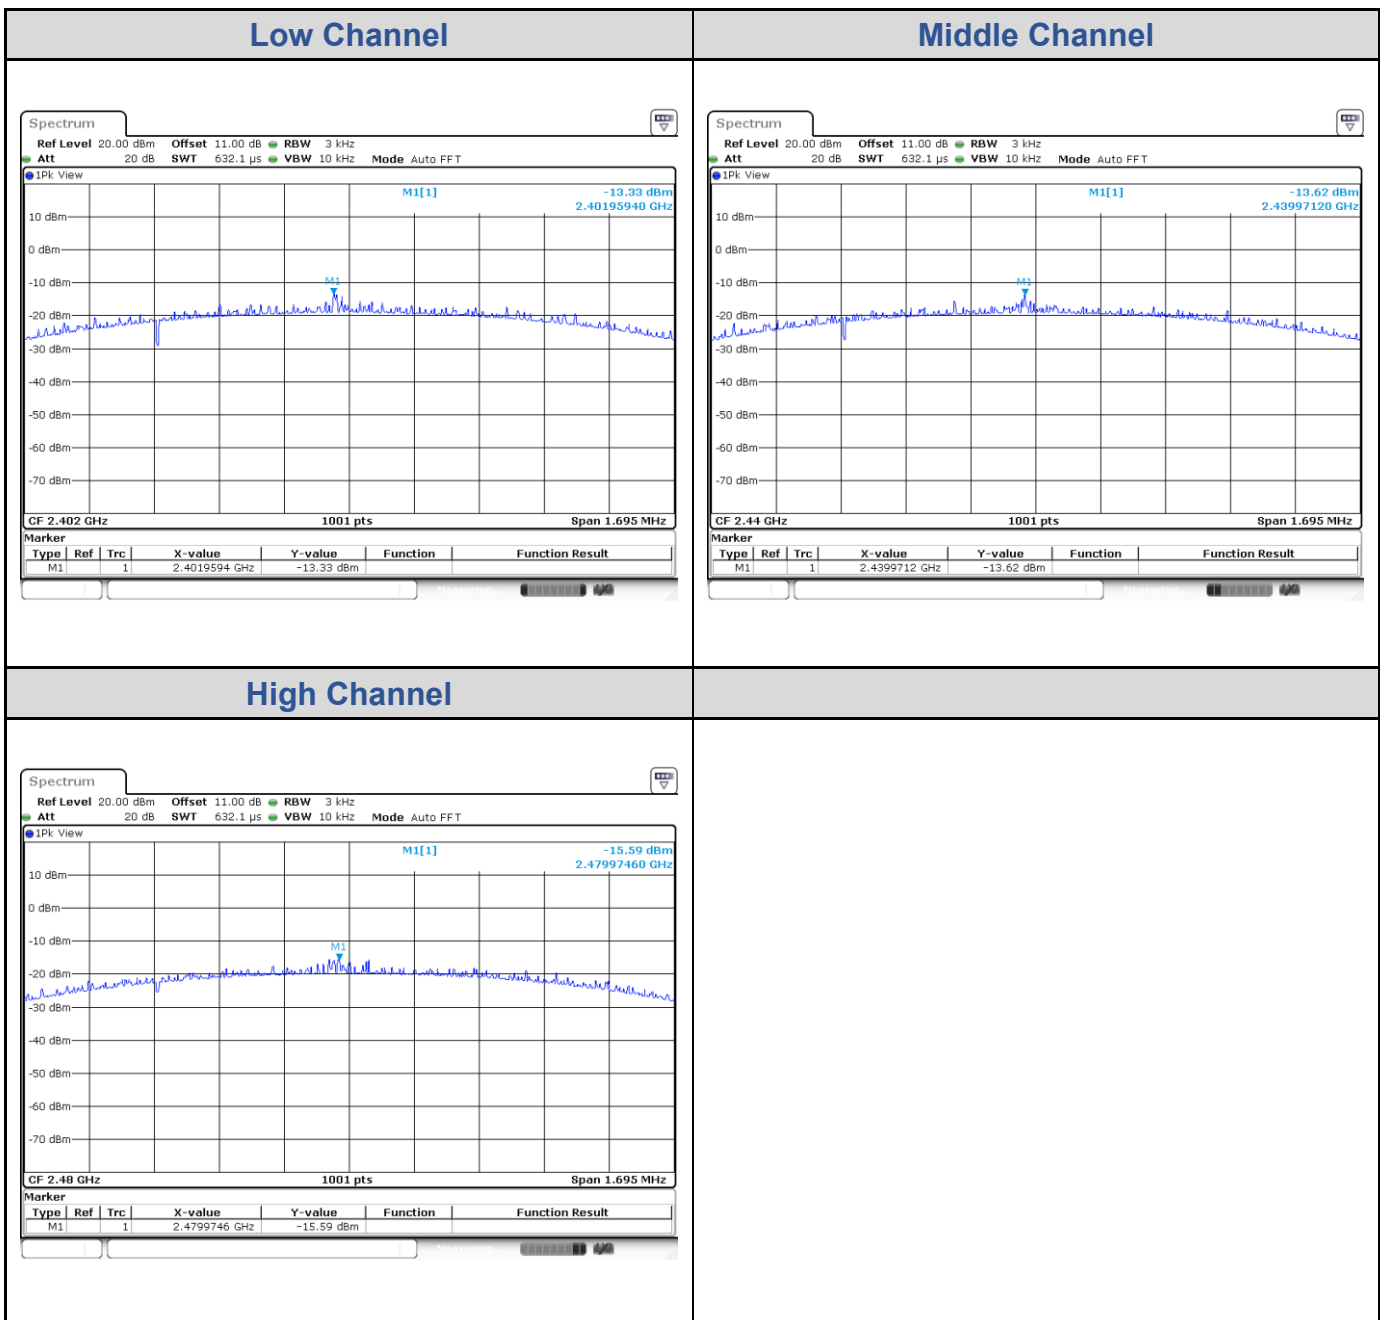 Low Channel
Middle Channel
Spectrum
Ref Level 20.00 dBm Offset 11.00 dB RBW 3 kHz
Att 20 dB SWT 632.1 µs VBW 10 kHz Mode Auto FFT
1Pk View
M1[1] -13.33 dBm
2.40195940 GHz
10 dBm
0 dBm
M1
-10 dBm
-20 dBm
-30 dBm
-40 dBm
-50 dBm
-60 dBm
-70 dBm
CF 2.402 GHz 1001 pts Span 1.695 MHz
Marker
Type Ref Trc X-value Y-value Function Function Result
M1 1 2.4019594 GHz -13.33 dBm
Measuring...
Spectrum
Ref Level 20.00 dBm Offset 11.00 dB RBW 3 kHz
Att 20 dB SWT 632.1 µs VBW 10 kHz Mode Auto FFT
1Pk View
M1[1] -13.62 dBm
2.43997120 GHz
10 dBm
0 dBm
M1
-10 dBm
-20 dBm
-30 dBm
-40 dBm
-50 dBm
-60 dBm
-70 dBm
CF 2.44 GHz 1001 pts Span 1.695 MHz
Marker
Type Ref Trc X-value Y-value Function Function Result
M1 1 2.4399712 GHz -13.62 dBm
Measuring...
High Channel
Spectrum
Ref Level 20.00 dBm Offset 11.00 dB RBW 3 kHz
Att 20 dB SWT 632.1 µs VBW 10 kHz Mode Auto FFT
1Pk View
M1[1] -15.59 dBm
2.47997460 GHz
10 dBm
0 dBm
-10 dBm
M1
-20 dBm
-30 dBm
-40 dBm
-50 dBm
-60 dBm
-70 dBm
CF 2.48 GHz 1001 pts Span 1.695 MHz
Marker
Type Ref Trc X-value Y-value Function Function Result
M1 1 2.4799746 GHz -15.59 dBm
Measuring...